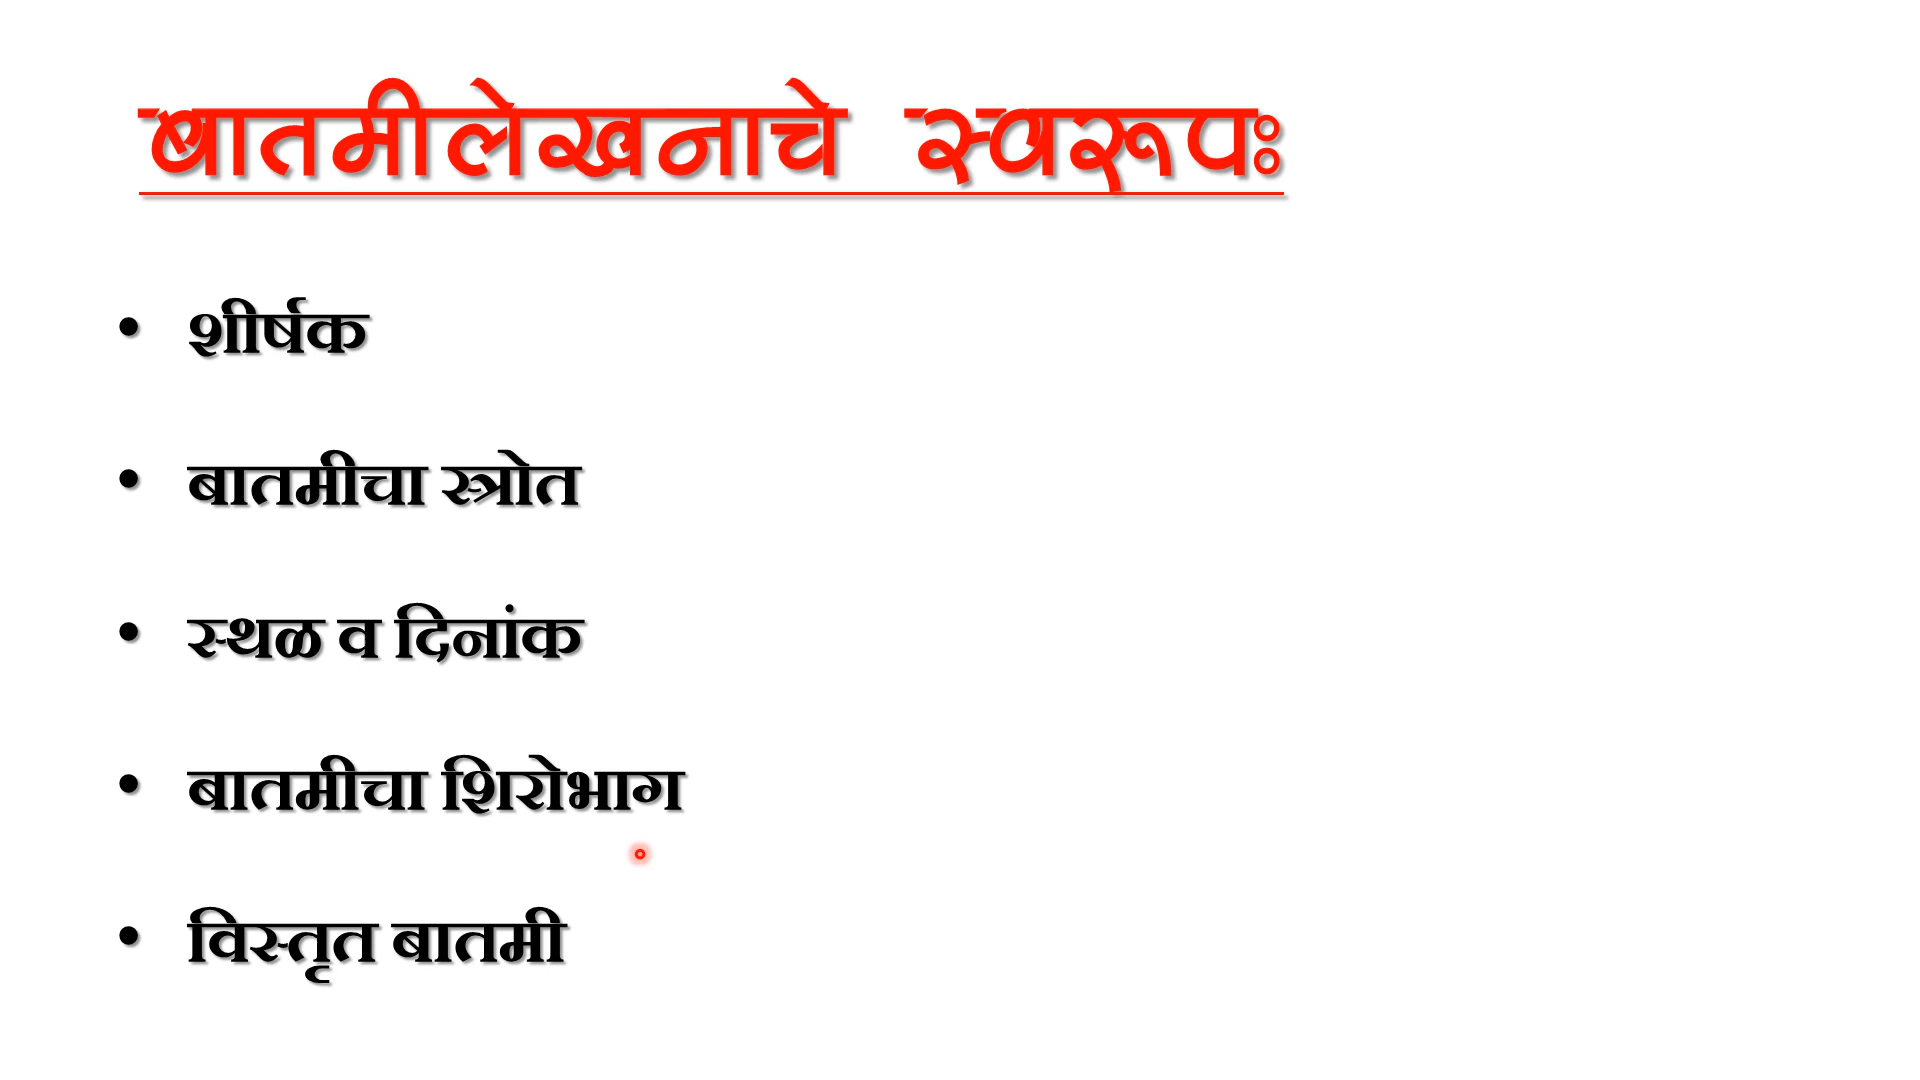 बातमीलेखनाचे स्वरूपः
• शीर्षक
• बातमीचा स्त्रोत
• स्थळ व दिनांक
• बातमीचा शिरोभाग
• विस्तृत बातमी